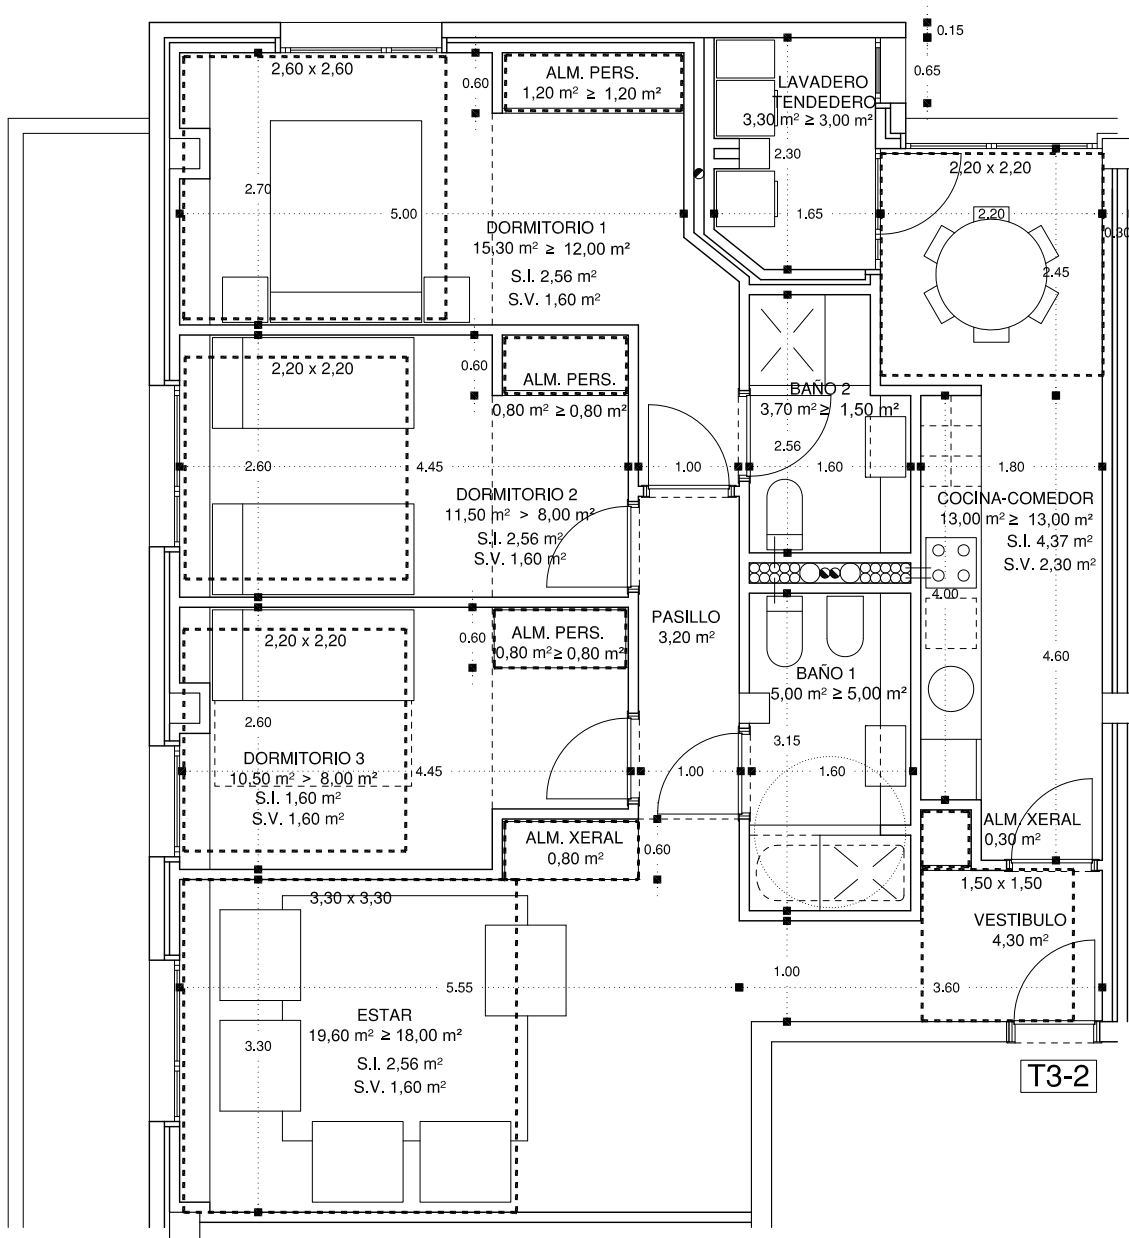 0.15
0.65
2,60 x 2,60
0.60
ALM. PERS.
1,20 m² ≥ 1,20 m²
LAVADERO
TENDEDERO
3,30 m² ≥ 3,00 m²
2.30
2,20 x 2,20
2.70
5.00
1.65
2.20
0.30
DORMITORIO 1
15,30 m² ≥ 12,00 m²
S.I. 2,56 m²
S.V. 1,60 m²
2.45
2,20 x 2,20
0.60
ALM. PERS.
0,80 m² ≥ 0,80 m²
BAÑO 2
3,70 m² ≥ 1,50 m²
2.56
2.60
4.45
1.00
1.60
1.80
DORMITORIO 2
11,50 m² > 8,00 m²
S.I. 2,56 m²
S.V. 1,60 m²
COCINA-COMEDOR
13,00 m² ≥ 13,00 m²
S.I. 4,37 m²
S.V. 2,30 m²
4.00
2,20 x 2,20
0.60
ALM. PERS.
0,80 m² ≥ 0,80 m²
PASILLO
3,20 m²
4.60
BAÑO 1
5,00 m² ≥ 5,00 m²
2.60
3.15
DORMITORIO 3
10,50 m² > 8,00 m²
S.I. 1,60 m²
S.V. 1,60 m²
4.45
1.00
1.60
ALM. XERAL
0,80 m²
0.60
ALM. XERAL
0,30 m²
3,30 x 3,30
1,50 x 1,50
VESTIBULO
4,30 m²
1.00
5.55
3.60
ESTAR
19,60 m² ≥ 18,00 m²
S.I. 2,56 m²
S.V. 1,60 m²
3.30
T3-2